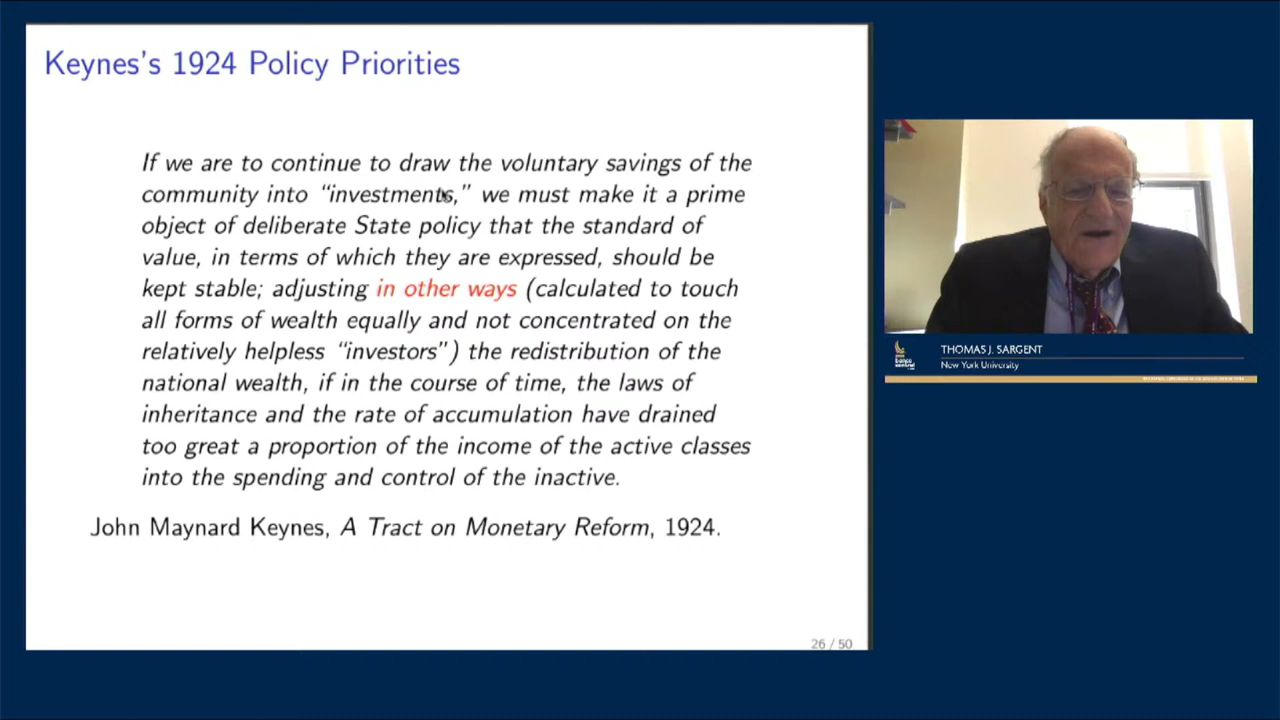 Keynes's 1924 Policy Priorities
If we are to continue to draw the voluntary savings of the
community into “investments,” we must make it a prime
object of deliberate State policy that the standard of
value, in terms of which they are expressed, should be
kept stable; adjusting in other ways (calculated to touch
all forms of wealth equally and not concentrated on the
relatively helpless “investors”) the redistribution of the
national wealth, if in the course of time, the laws of
inheritance and the rate of accumulation have drained
too great a proportion of the income of the active classes
into the spending and control of the inactive.
John Maynard Keynes, A Tract on Monetary Reform, 1924.
26 / 50
THOMAS J. SARGENT
New York University